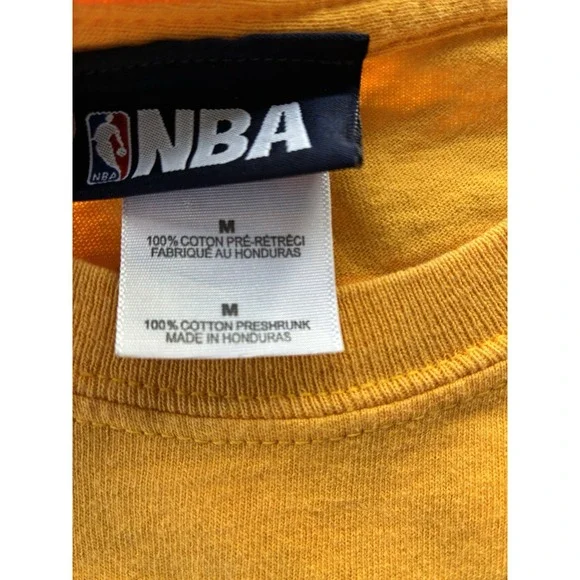 NBA
NBA
M
100% COTON PRÉ-RÉTRÉCI
FABRIQUÉ AU HONDURAS
M
100% COTTON PRESHRUNK
MADE IN HONDURAS